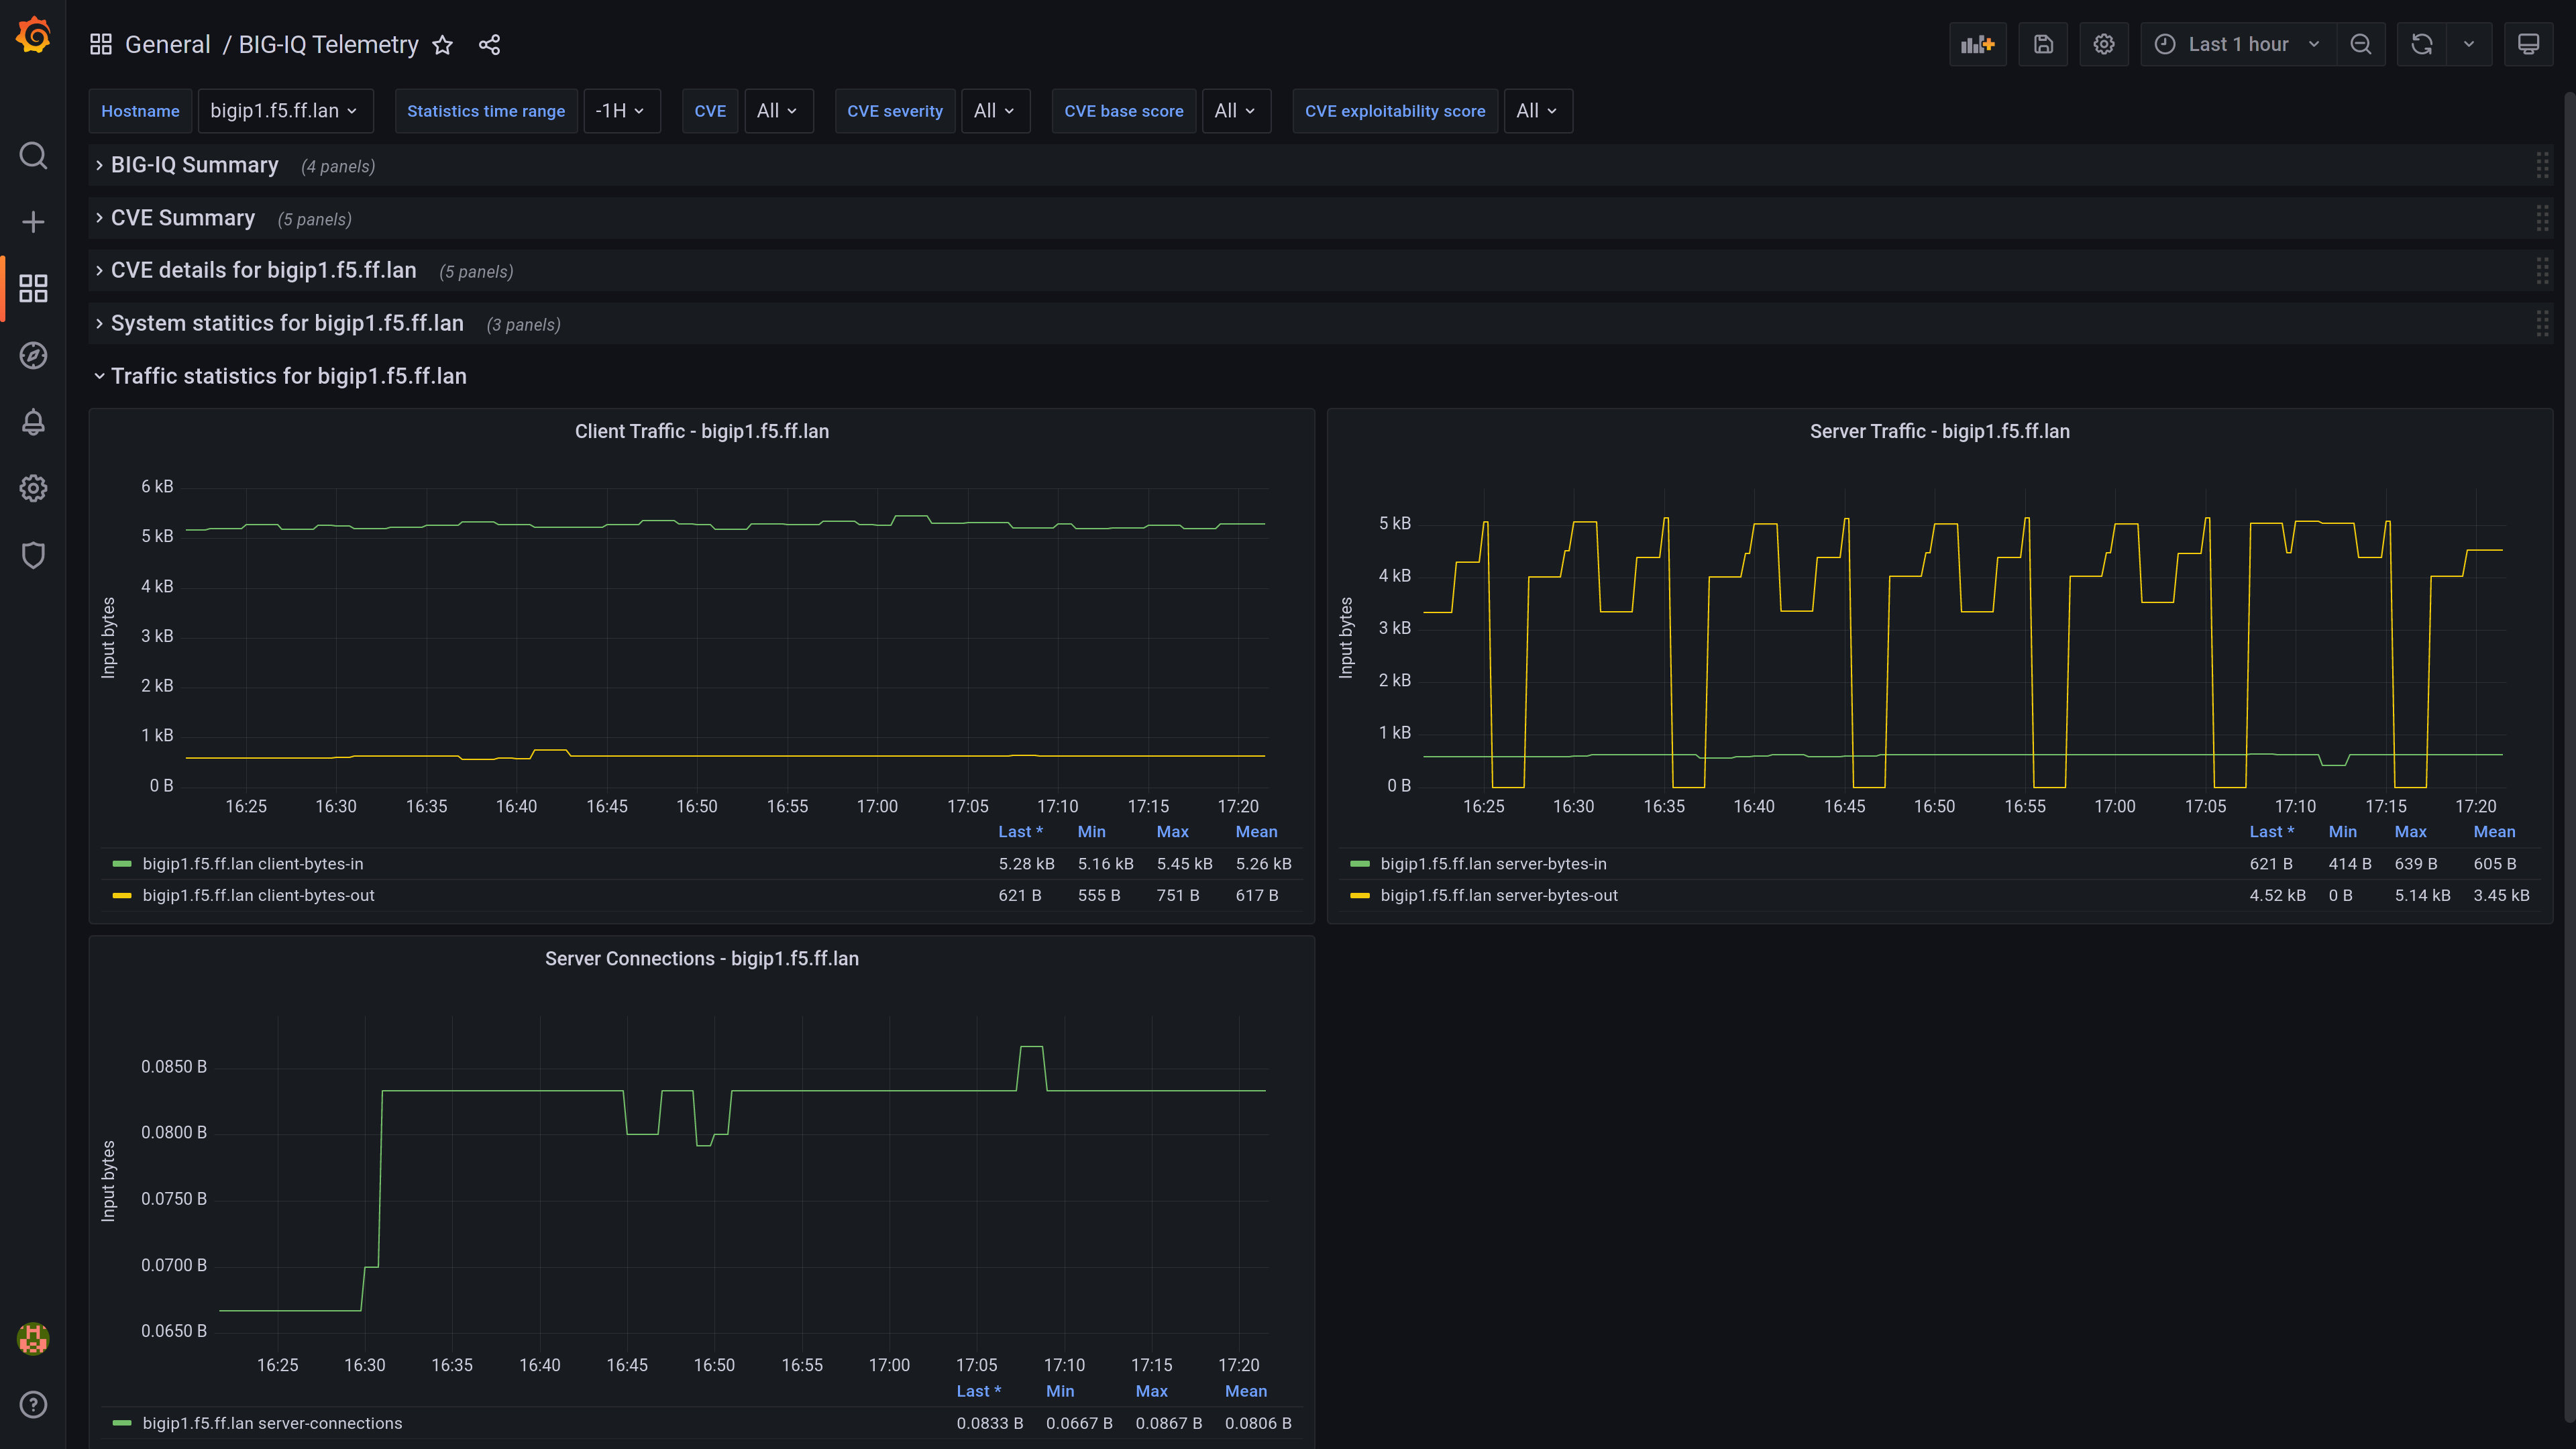 General / BIG-IQ Telemetry
Last 1 hour
Hostname bigip1.f5.ff.lan Statistics time range -1H CVE All CVE severity All CVE base score All CVE exploitability score All
BIG-IQ Summary (4 panels)
CVE Summary (5 panels)
CVE details for bigip1.f5.ff.lan (5 panels)
System statitics for bigip1.f5.ff.lan (3 panels)
Traffic statistics for bigip1.f5.ff.lan
Client Traffic - bigip1.f5.ff.lan
Input bytes
6 kB
5 kB
4 kB
3 kB
2 kB
1 kB
0 B
16:25 16:30 16:35 16:40 16:45 16:50 16:55 17:00 17:05 17:10 17:15 17:20
Last * Min Max Mean
bigip1.f5.ff.lan client-bytes-in 5.28 kB 5.16 kB 5.45 kB 5.26 kB
bigip1.f5.ff.lan client-bytes-out 621 B 555 B 751 B 617 B
Server Traffic - bigip1.f5.ff.lan
Input bytes
5 kB
4 kB
3 kB
2 kB
1 kB
0 B
16:25 16:30 16:35 16:40 16:45 16:50 16:55 17:00 17:05 17:10 17:15 17:20
Last * Min Max Mean
bigip1.f5.ff.lan server-bytes-in 621 B 414 B 639 B 605 B
bigip1.f5.ff.lan server-bytes-out 4.52 kB 0 B 5.14 kB 3.45 kB
Server Connections - bigip1.f5.ff.lan
Input bytes
0.0850 B
0.0800 B
0.0750 B
0.0700 B
0.0650 B
16:25 16:30 16:35 16:40 16:45 16:50 16:55 17:00 17:05 17:10 17:15 17:20
Last * Min Max Mean
bigip1.f5.ff.lan server-connections 0.0833 B 0.0667 B 0.0867 B 0.0806 B